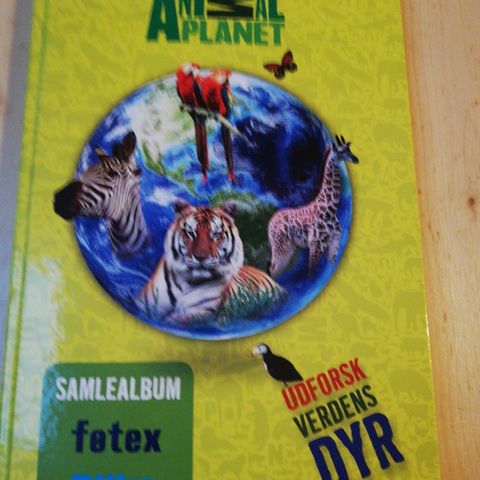 ANIMAL
PLANET
SAMLEALBUM
føtex
UDFORSK
VERDENS
DYR